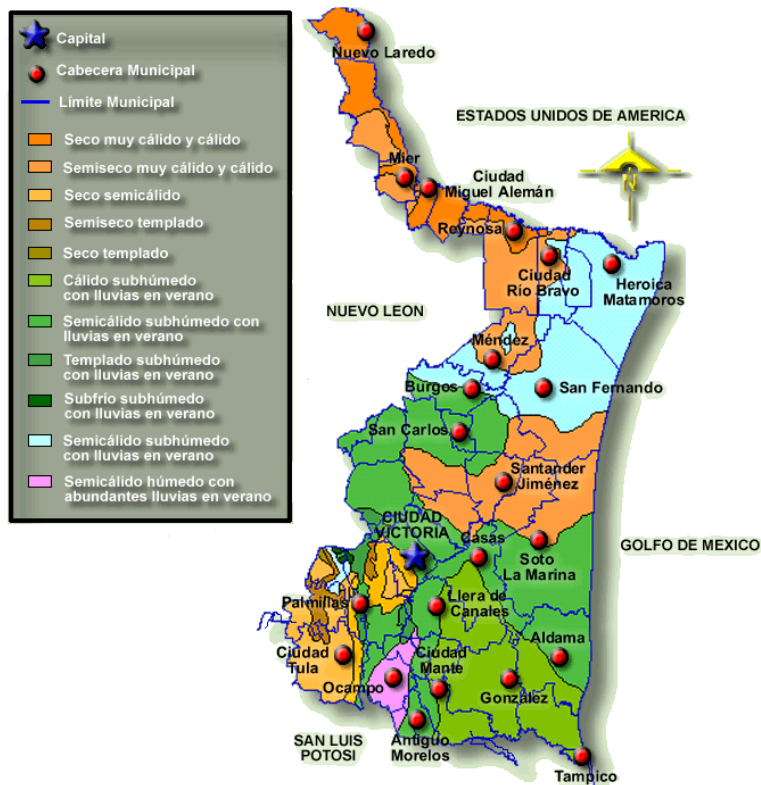 Capital
Cabecera Municipal
Límite Municipal
Seco muy cálido y cálido
Semiseco muy cálido y cálido
Seco semicálido
Semiseco templado
Seco templado
Cálido subhúmedo
con lluvias en verano
Semicálido subhúmedo con
lluvias en verano
Templado subhúmedo
con lluvias en verano
Subfrío subhúmedo
con lluvias en verano
Semicálido subhúmedo
con lluvias en verano
Semicálido húmedo con
abundantes lluvias en verano
Nuevo Laredo
ESTADOS UNIDOS DE AMERICA
N
Mier
Ciudad
Miguel Alemán
Reynosa
Ciudad
Río Bravo
Heroica
Matamoros
NUEVO LEON
Méndez
Burgos
San Fernando
San Carlos
Santander
Jiménez
CIUDAD
VICTORIA
Casas
Soto
La Marina
GOLFO DE MEXICO
Palmillas
Llera de
Canales
Aldama
Ciudad
Tula
Ciudad
Mante
Ocampo
González
SAN LUIS
POTOSI
Antiguo
Morelos
Tampico